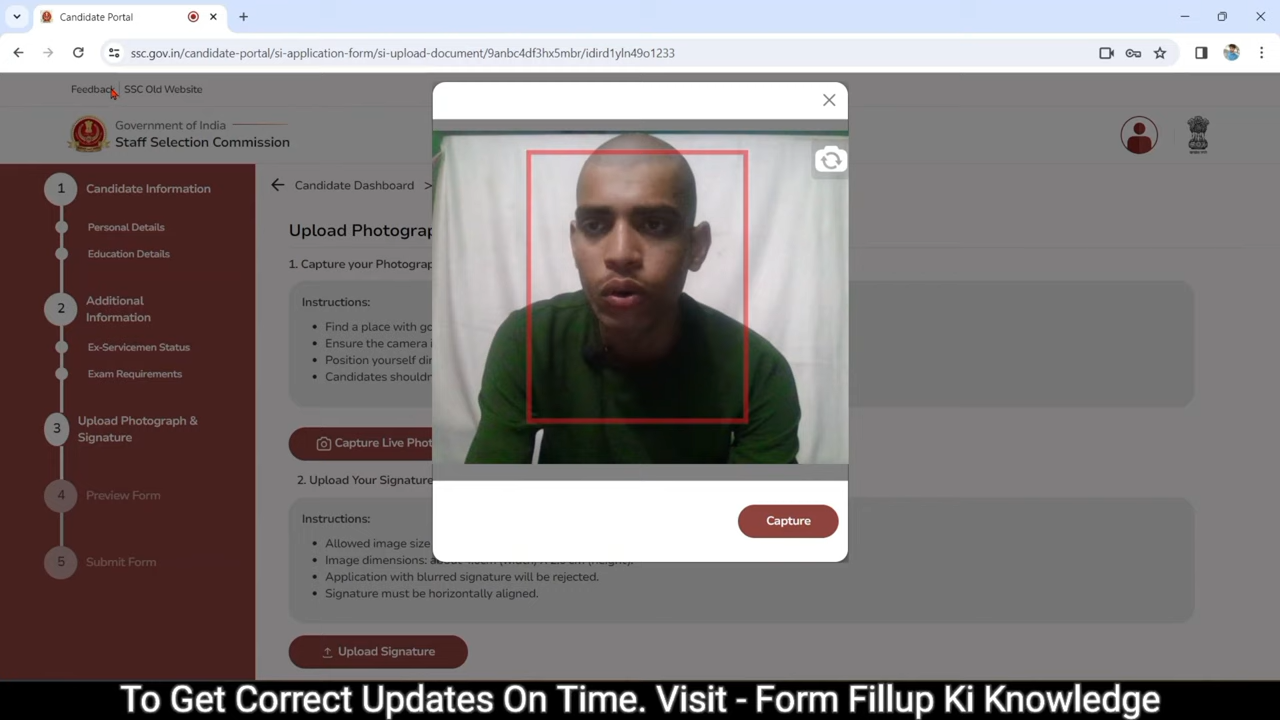 Candidate Portal
ssc.gov.in/candidate-portal/si-application-form/si-upload-document/9anbc4df3hx5mbr/idird1yln49o1233
Feedback SSC Old Website
Government of India
Staff Selection Commission
1 Candidate Information
Personal Details
Education Details
2 Additional
Information
Ex-Servicemen Status
Exam Requirements
3 Upload Photograph &
Signature
4 Preview Form
5 Submit Form
Candidate Dashboard >
Upload Photograp
1. Capture your Photograp
Instructions:
• Find a place with go
• Ensure the camera i
• Position yourself di
• Candidates should
Capture Live Phot
2. Upload Your Signature
Instructions:
• Allowed image size
• Image dimensions:
• Application with blurred signature will be rejected.
• Signature must be horizontally aligned.
Upload Signature
Capture
To Get Correct Updates On Time. Visit - Form Fillup Ki Knowledge